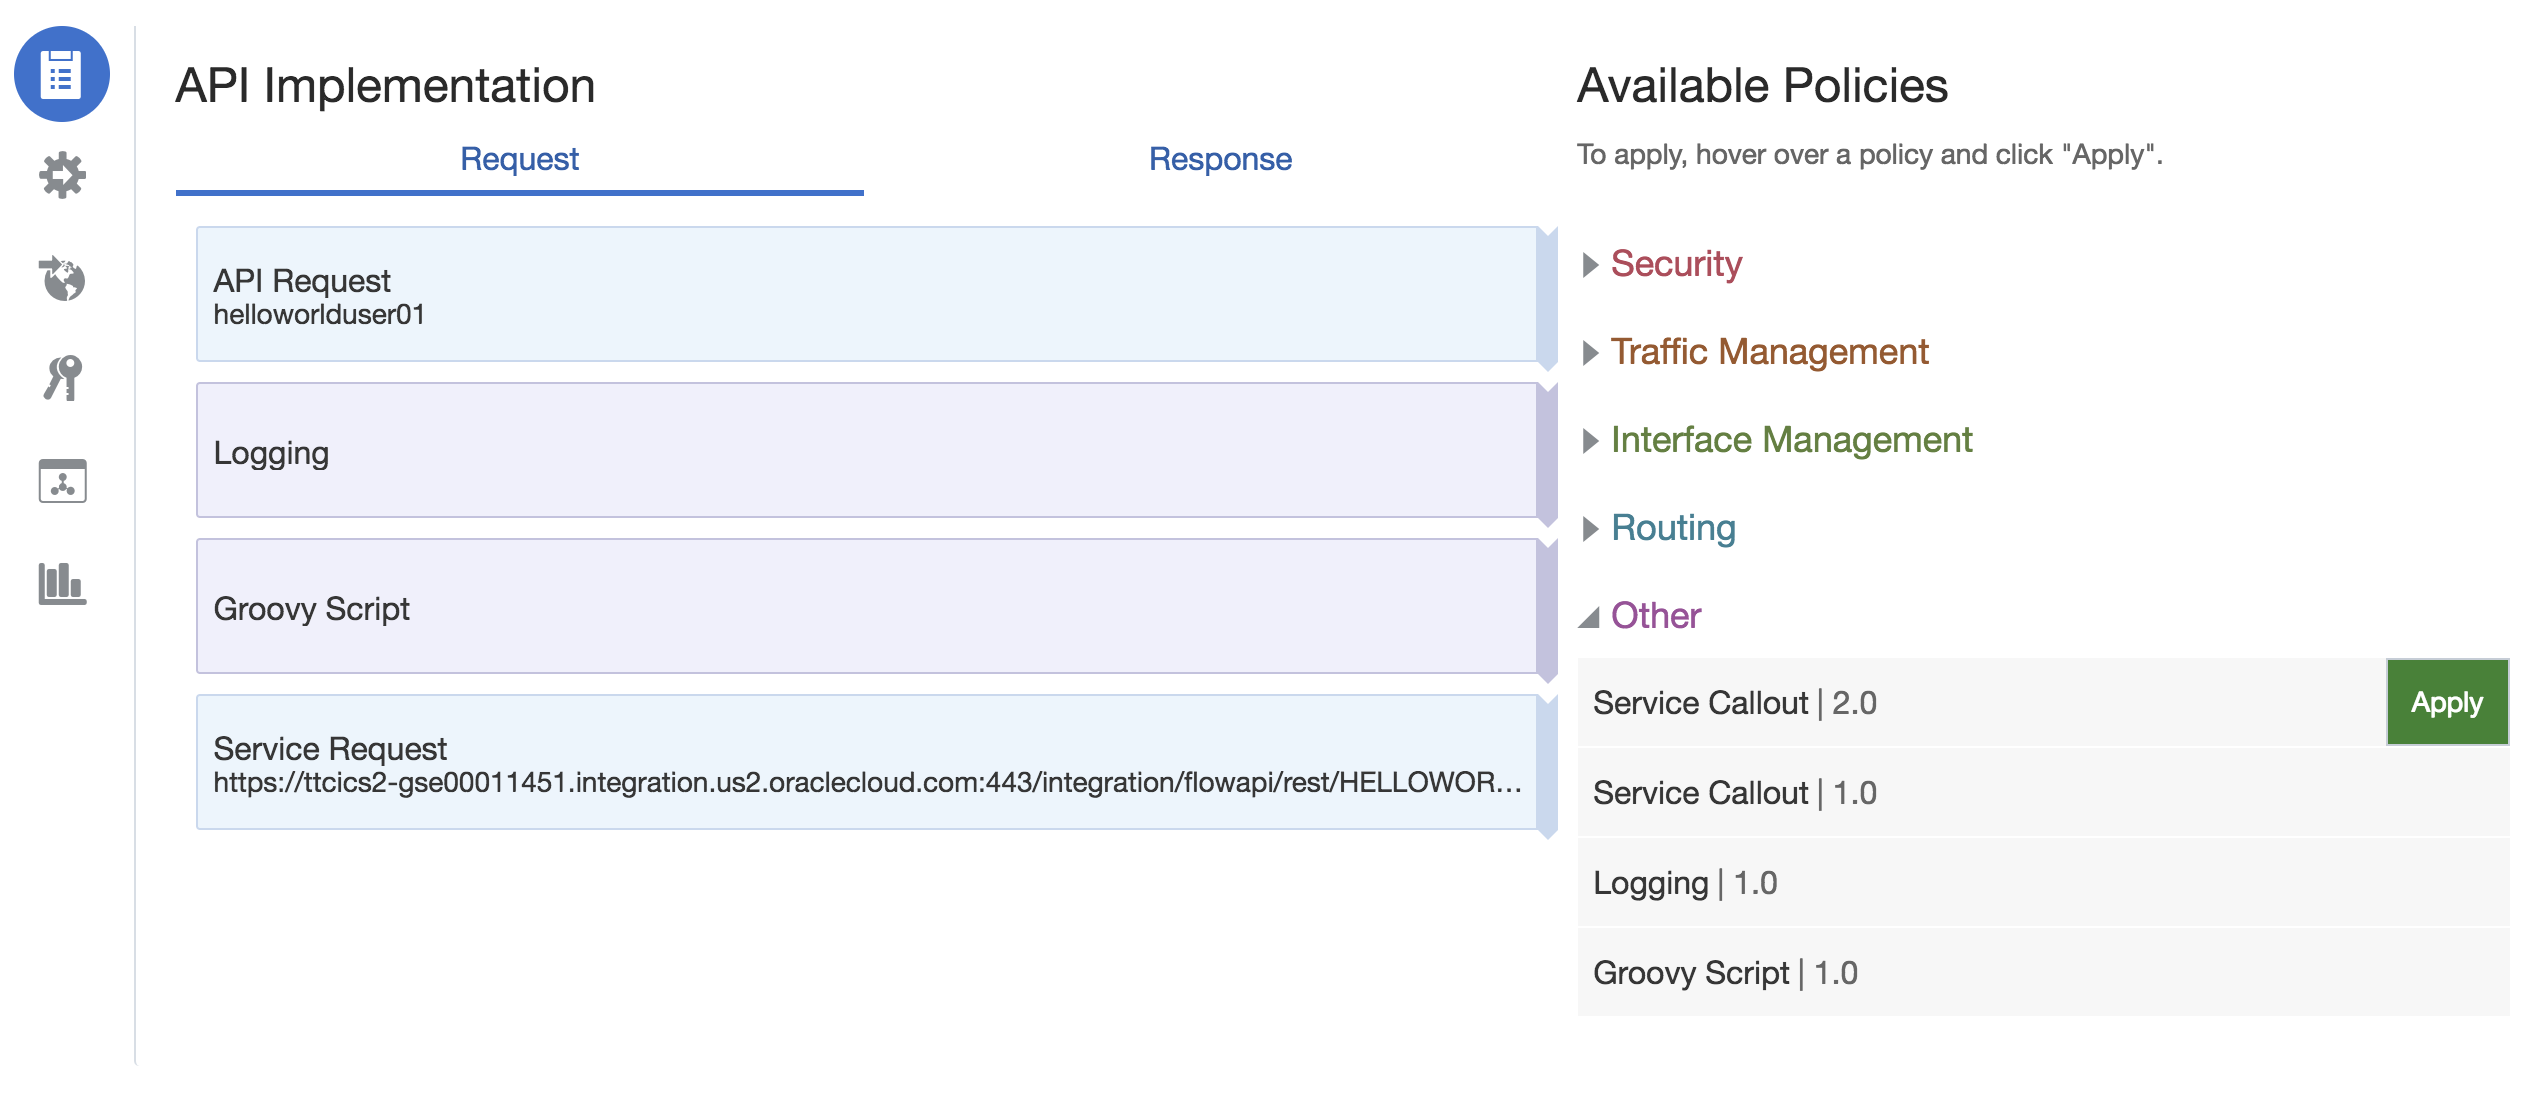 API Implementation
Request
Response
API Request
helloworlduser01
Logging
Groovy Script
Service Request
https://ttcics2-gse00011451.integration.us2.oraclecloud.com:443/integration/flowapi/rest/HELLOWOR...
Available Policies
To apply, hover over a policy and click "Apply".
Security
Traffic Management
Interface Management
Routing
Other
Service Callout | 2.0
Apply
Service Callout | 1.0
Logging | 1.0
Groovy Script | 1.0